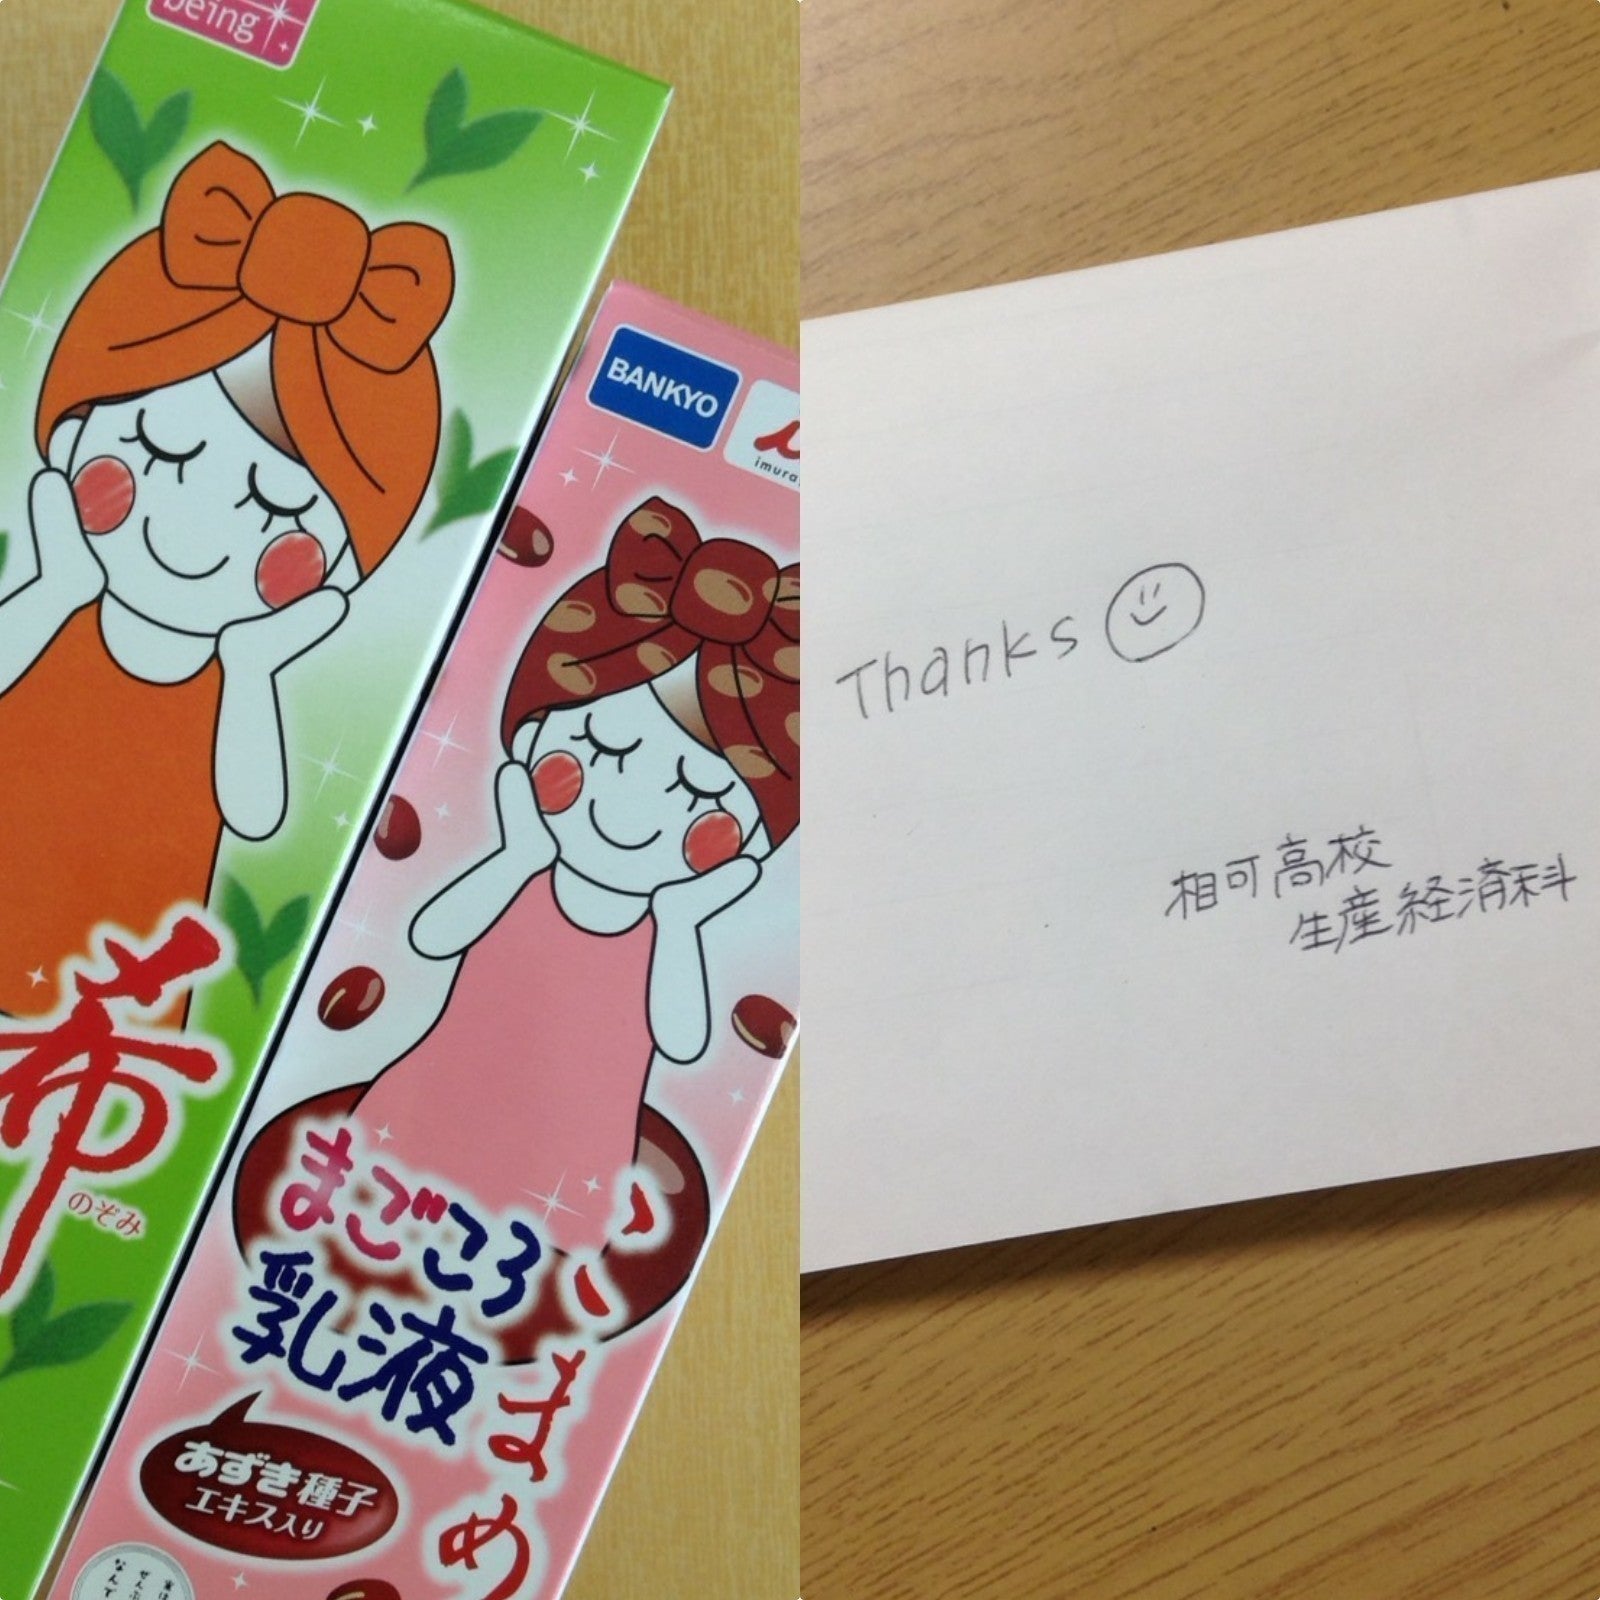 being
希
のぞみ
BANKYO
imura
まごころ
乳液
まめ
あずき種子
エキス入り
Thanks
相可高校
生産経済科